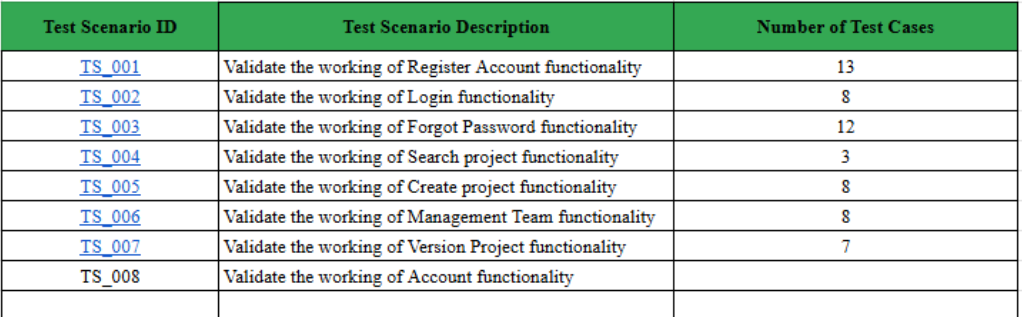 Test Scenario ID Test Scenario Description Number of Test Cases
TS_001 Validate the working of Register Account functionality 13
TS_002 Validate the working of Login functionality 8
TS_003 Validate the working of Forgot Password functionality 12
TS_004 Validate the working of Search project functionality 3
TS_005 Validate the working of Create project functionality 8
TS_006 Validate the working of Management Team functionality 8
TS_007 Validate the working of Version Project functionality 7
TS_008 Validate the working of Account functionality